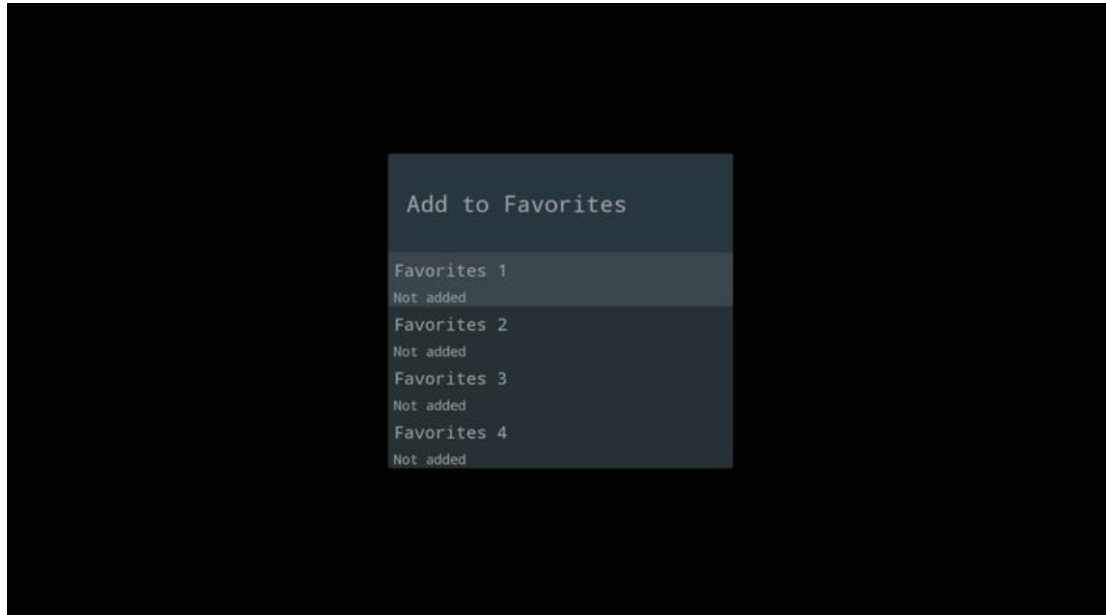 Add to Favorites
Favorites 1
Not added
Favorites 2
Not added
Favorites 3
Not added
Favorites 4
Not added